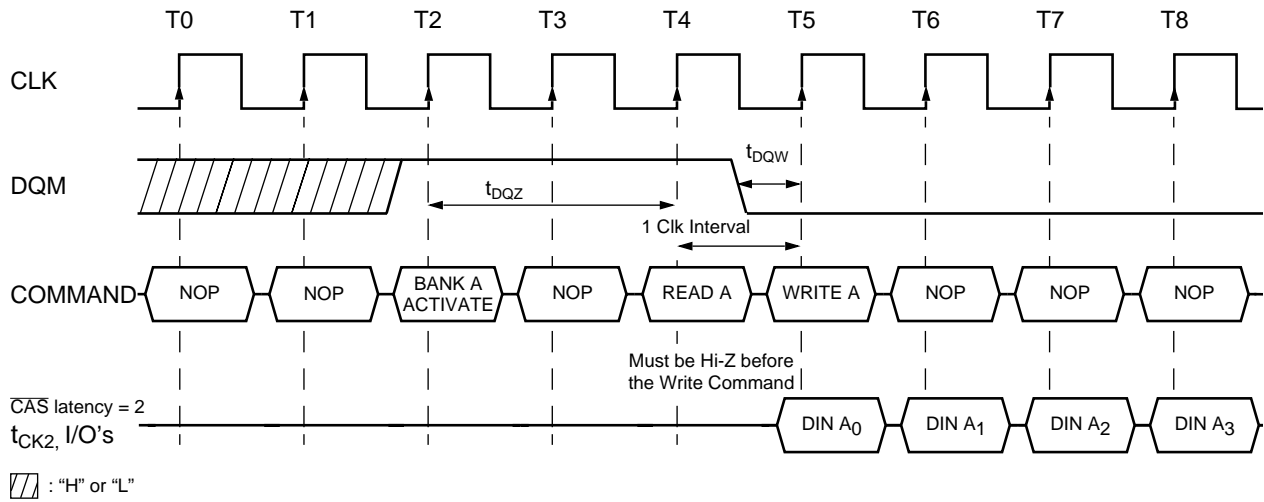 T0 T1 T2 T3 T4 T5 T6 T7 T8
CLK
DQM
tDQW
tDQZ
1 Clk Interval
COMMAND NOP NOP BANK A ACTIVATE NOP READ A WRITE A NOP NOP NOP
Must be Hi-Z before
the Write Command
CAS latency = 2
tCK2, I/O's
DIN A0 DIN A1 DIN A2 DIN A3
: “H” or “L”